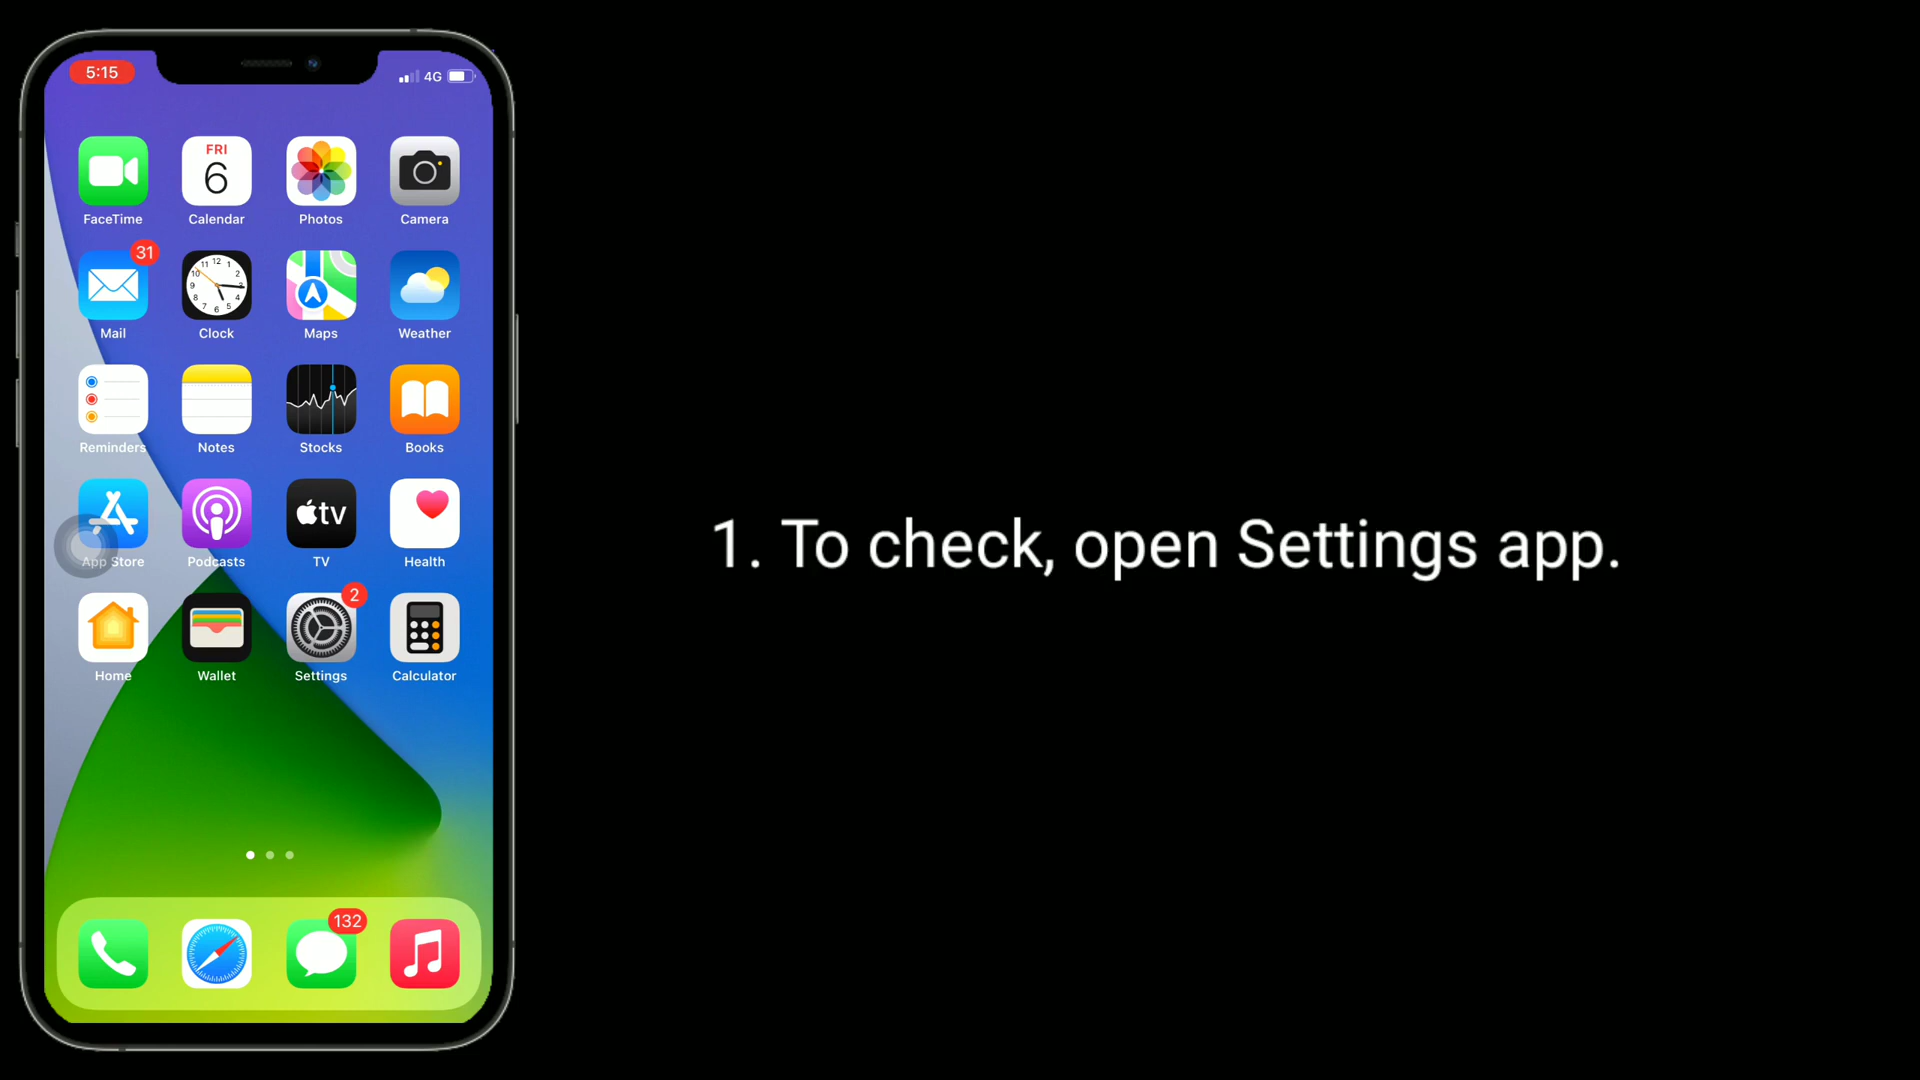 5:15
4G
FRI
6
FaceTime
Calendar
Photos
Camera
31
Mail
Clock
Maps
Weather
Reminders
Notes
Stocks
Books
tv
App Store
Podcasts
TV
Health
2
Home
Wallet
Settings
Calculator
132
1. To check, open Settings app.